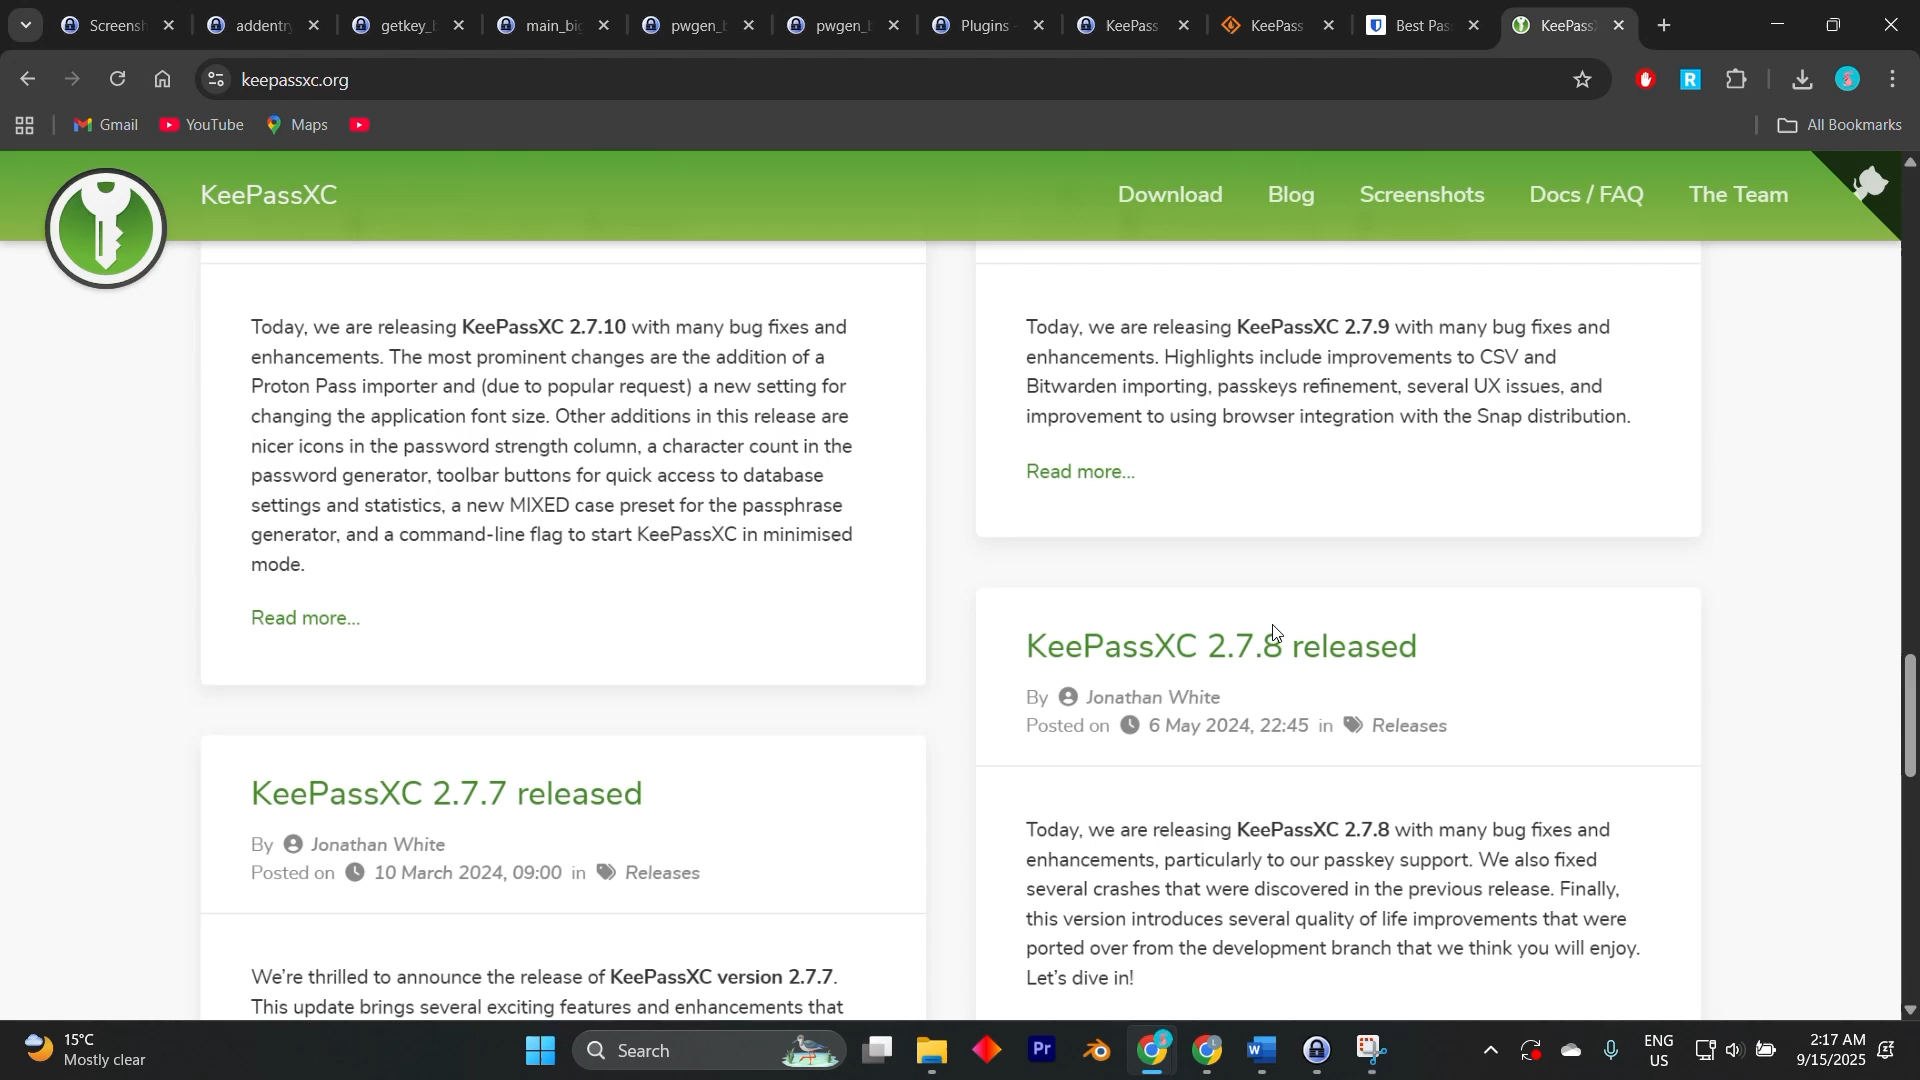 Screensh
addentry
getkey_b
main_big
pwgen_b
pwgen_b
Plugins -
KeePass
KeePass
Best Pas
KeePass
keepassxc.org
R
Gmail
YouTube
Maps
All Bookmarks
KeePassXC
Download
Blog
Screenshots
Docs / FAQ
The Team
Today, we are releasing KeePassXC 2.7.10 with many bug fixes and
enhancements. The most prominent changes are the addition of a
Proton Pass importer and (due to popular request) a new setting for
changing the application font size. Other additions in this release are
nicer icons in the password strength column, a character count in the
password generator, toolbar buttons for quick access to database
settings and statistics, a new MIXED case preset for the passphrase
generator, and a command-line flag to start KeePassXC in minimised
mode.
Read more...
KeePassXC 2.7.7 released
By Jonathan White
Posted on 10 March 2024, 09:00 in Releases
We're thrilled to announce the release of KeePassXC version 2.7.7.
This update brings several exciting features and enhancements that
Today, we are releasing KeePassXC 2.7.9 with many bug fixes and
enhancements. Highlights include improvements to CSV and
Bitwarden importing, passkeys refinement, several UX issues, and
improvement to using browser integration with the Snap distribution.
Read more...
KeePassXC 2.7.8 released
By Jonathan White
Posted on 6 May 2024, 22:45 in Releases
Today, we are releasing KeePassXC 2.7.8 with many bug fixes and
enhancements, particularly to our passkey support. We also fixed
several crashes that were discovered in the previous release. Finally,
this version introduces several quality of life improvements that were
ported over from the development branch that we think you will enjoy.
Let's dive in!
15°C
Mostly clear
Search
Pr
W
ENG
US
2:17 AM
9/15/2025